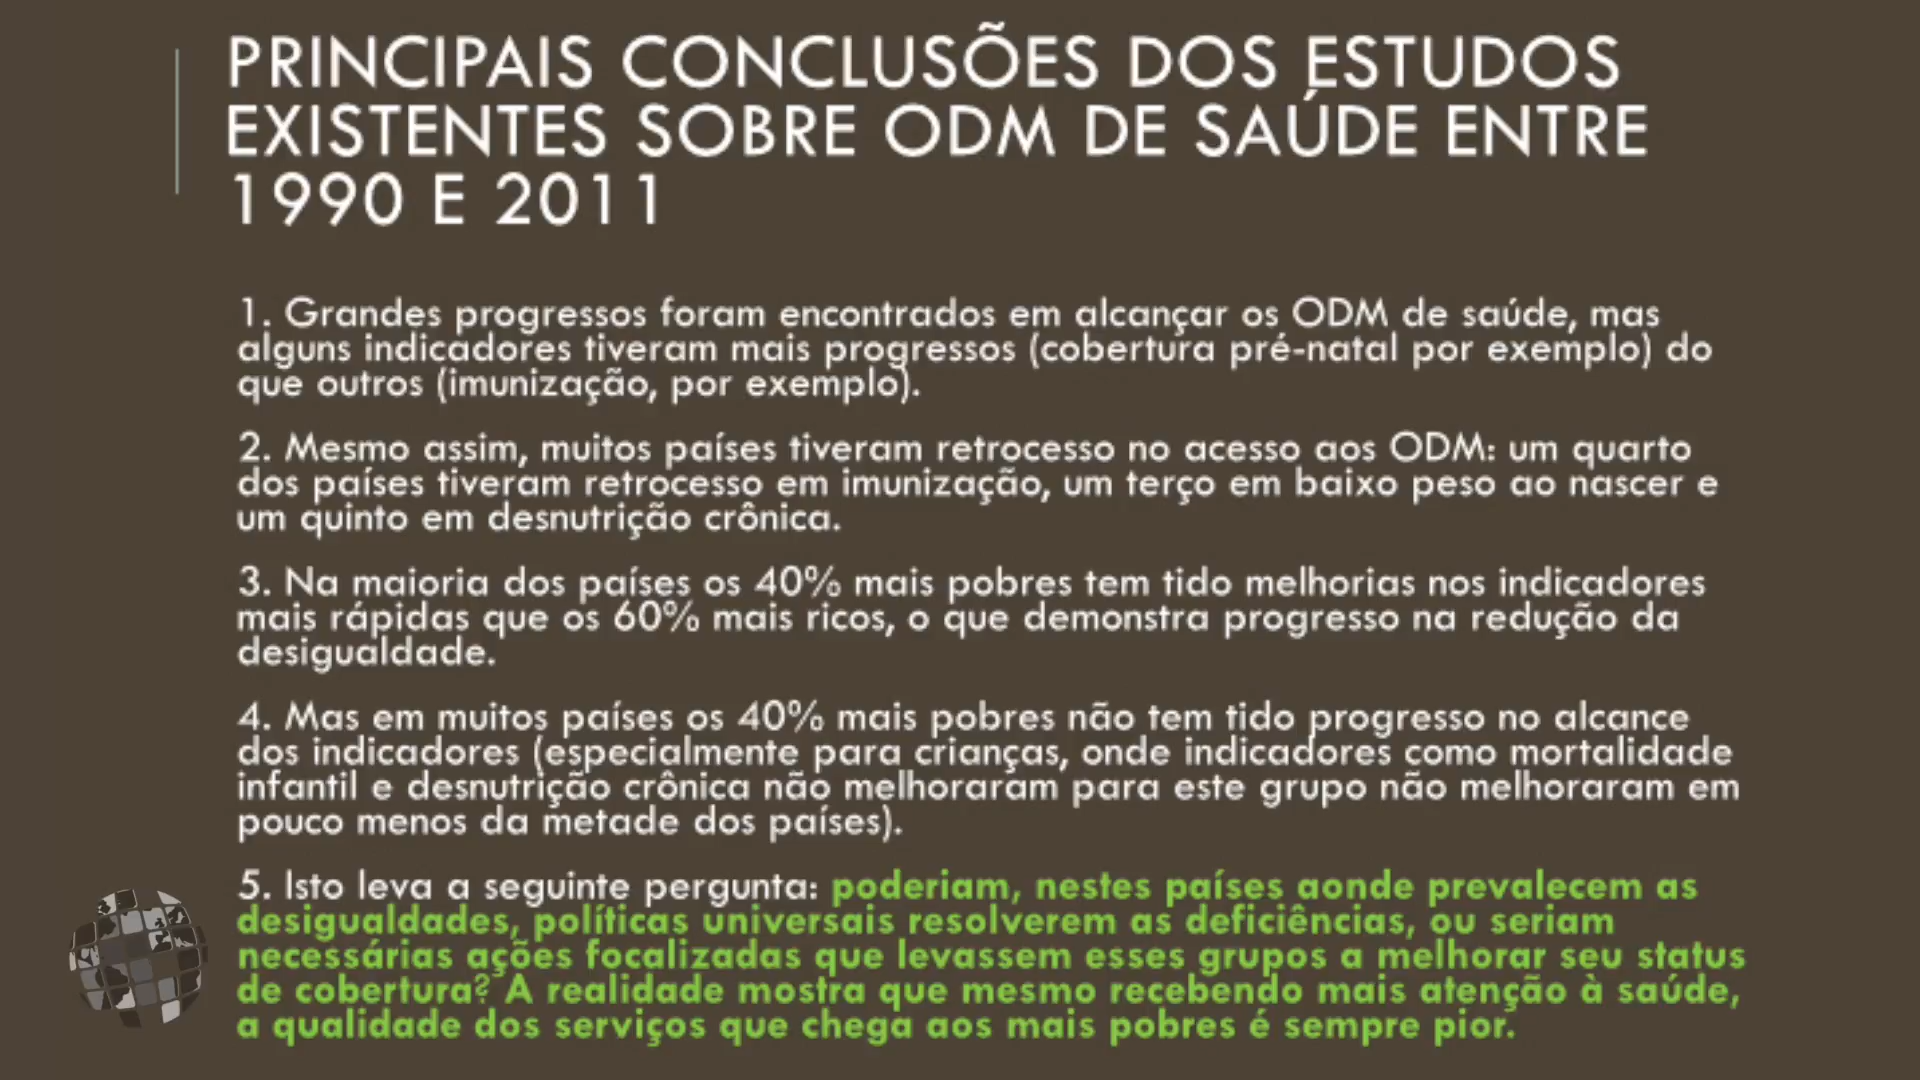 PRINCIPAIS CONCLUSÕES DOS ESTUDOS
EXISTENTES SOBRE ODM DE SAÚDE ENTRE
1990 E 2011
1. Grandes progressos foram encontrados em alcançar os ODM de saúde, mas
alguns indicadores tiveram mais progressos (cobertura pré-natal por exemplo) do
que outros (imunização, por exemplo).
2. Mesmo assim, muitos países tiveram retrocesso no acesso aos ODM: um quarto
dos países tiveram retrocesso em imunização, um terço em baixo peso ao nascer e
um quinto em desnutrição crônica.
3. Na maioria dos países os 40% mais pobres tem tido melhorias nos indicadores
mais rápidas que os 60% mais ricos, o que demonstra progresso na redução da
desigualdade.
4. Mas em muitos países os 40% mais pobres não tem tido progresso no alcance
dos indicadores (especialmente para crianças, onde indicadores como mortalidade
infantil e desnutrição crônica não melhoraram para este grupo não melhoraram em
pouco menos da metade dos países).
5. Isto leva a seguinte pergunta: poderiam, nestes países aonde prevalecem as
desigualdades, políticas universais resolverem as deficiências, ou seriam
necessárias ações focalizadas que levassem esses grupos a melhorar seu status
de cobertura? A realidade mostra que mesmo recebendo mais atenção à saúde,
a qualidade dos serviços que chega aos mais pobres é sempre pior.